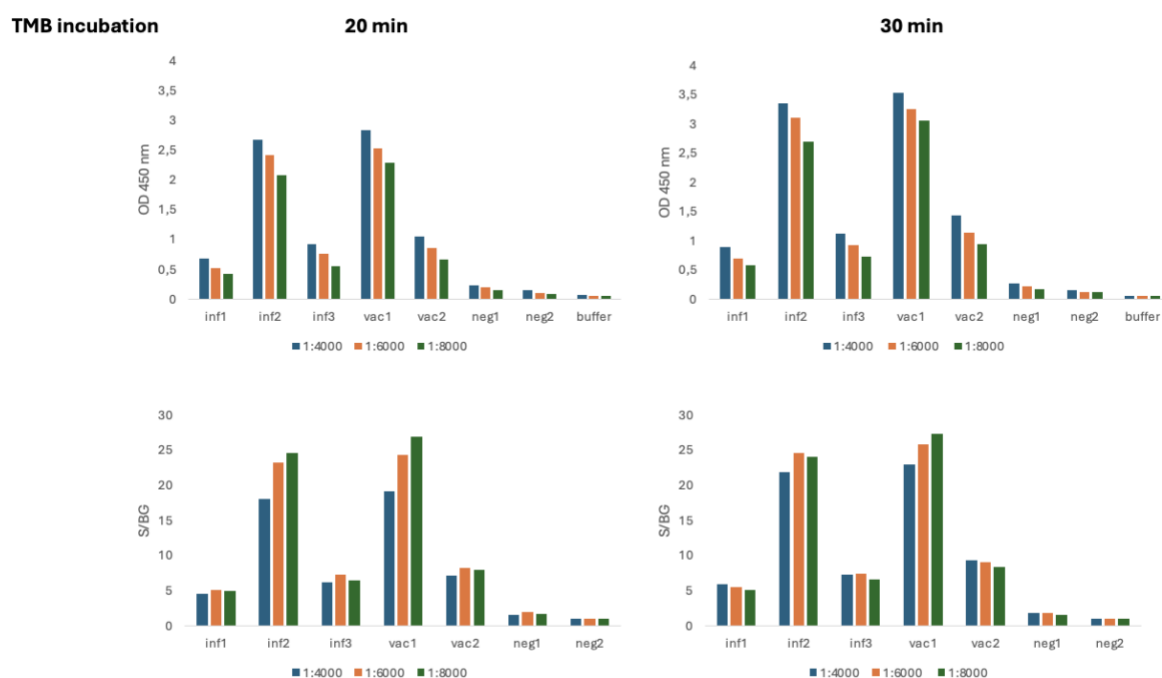 TMB incubation 20 min 30 min
4
3,5
3
2,5
2
1,5
1
0,5
0
OD 450 nm
inf1 inf2 inf3 vac1 vac2 neg1 neg2 buffer
1:4000 1:6000 1:8000
4
3,5
3
2,5
2
1,5
1
0,5
0
OD 450 nm
inf1 inf2 inf3 vac1 vac2 neg1 neg2 buffer
1:4000 1:6000 1:8000
30
25
20
15
10
5
0
S/BG
inf1 inf2 inf3 vac1 vac2 neg1 neg2
1:4000 1:6000 1:8000
30
25
20
15
10
5
0
S/BG
inf1 inf2 inf3 vac1 vac2 neg1 neg2
1:4000 1:6000 1:8000